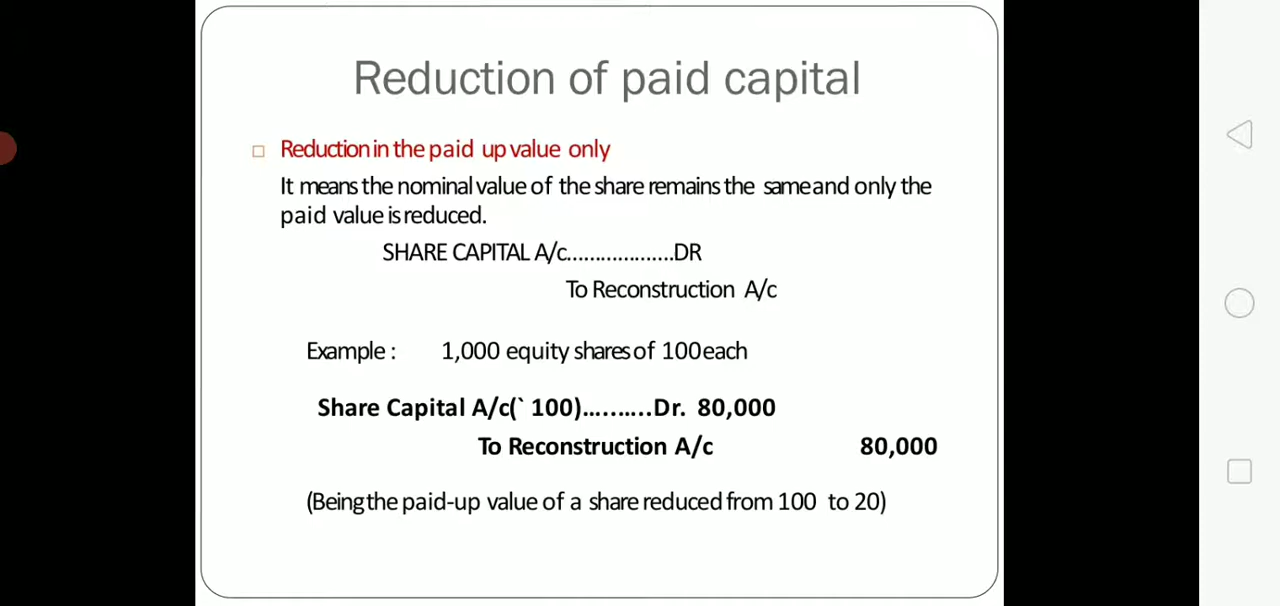 Reduction of paid capital
Reduction in the paid up value only
It means the nominal value of the share remains the same and only the
paid value is reduced.
SHARE CAPITAL A/c...................DR
To Reconstruction A/c
Example : 1,000 equity shares of 100 each
Share Capital A/c(` 100)..........Dr. 80,000
To Reconstruction A/c 80,000
(Being the paid-up value of a share reduced from 100 to 20)